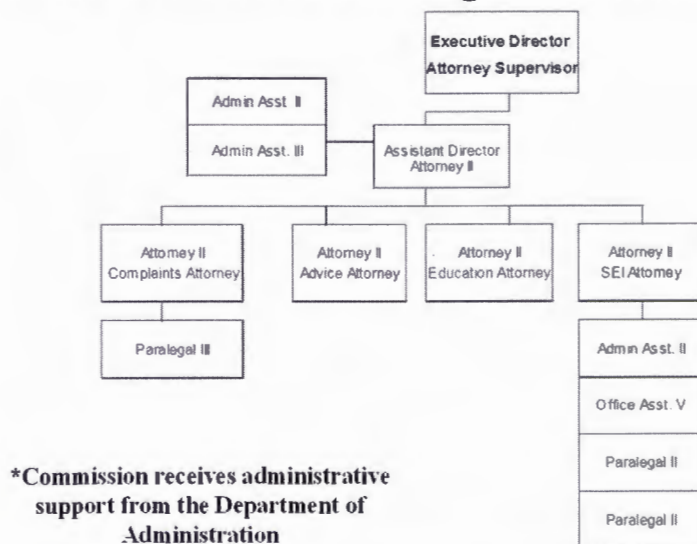 Executive Director
Attorney Supervisor
Admin Asst. II
Admin Asst. III
Assistant Director
Attorney II
Attorney II
Complaints Attorney
Attorney II
Advice Attorney
Attorney II
Education Attorney
Attorney II
SEI Attorney
Paralegal III
Admin Asst. II
Office Asst. V
Paralegal II
Paralegal II
*Commission receives administrative
support from the Department of
Administration